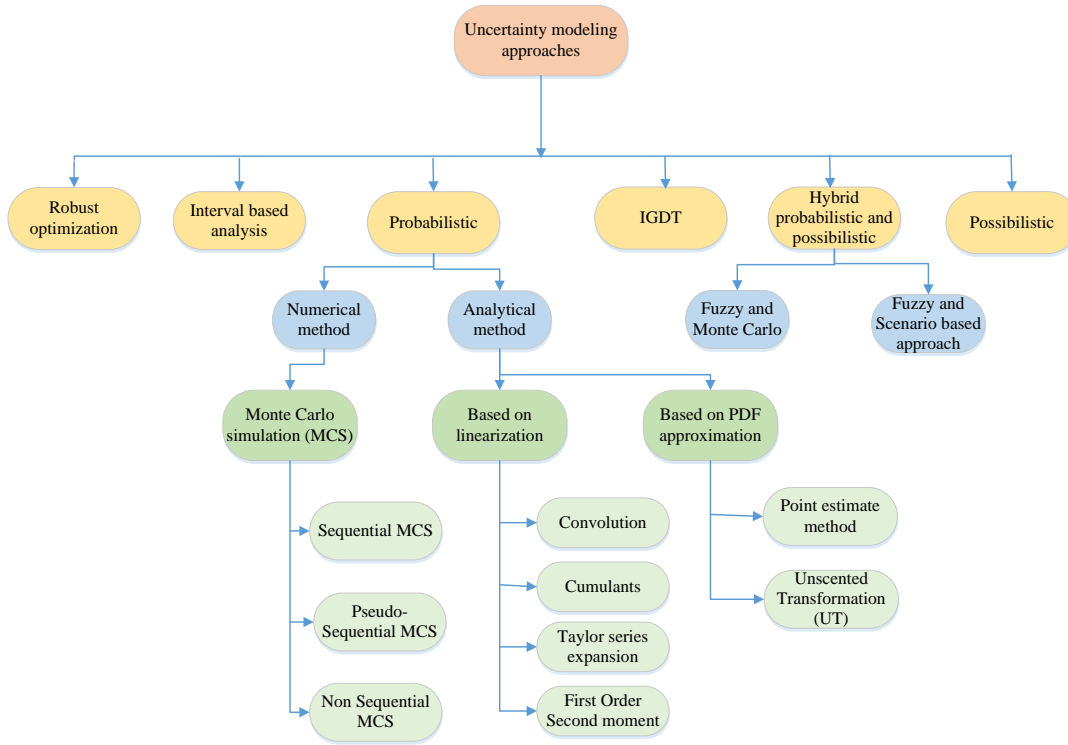 Uncertainty modeling
approaches
Robust
optimization
Interval based
analysis
Probabilistic
IGDT
Hybrid
probabilistic and
possibilistic
Possibilistic
Numerical
method
Analytical
method
Fuzzy and
Monte Carlo
Fuzzy and
Scenario based
approach
Monte Carlo
simulation (MCS)
Based on
linearization
Based on PDF
approximation
Sequential MCS
Pseudo-
Sequential MCS
Non Sequential
MCS
Convolution
Cumulants
Taylor series
expansion
First Order
Second moment
Point estimate
method
Unscented
Transformation
(UT)